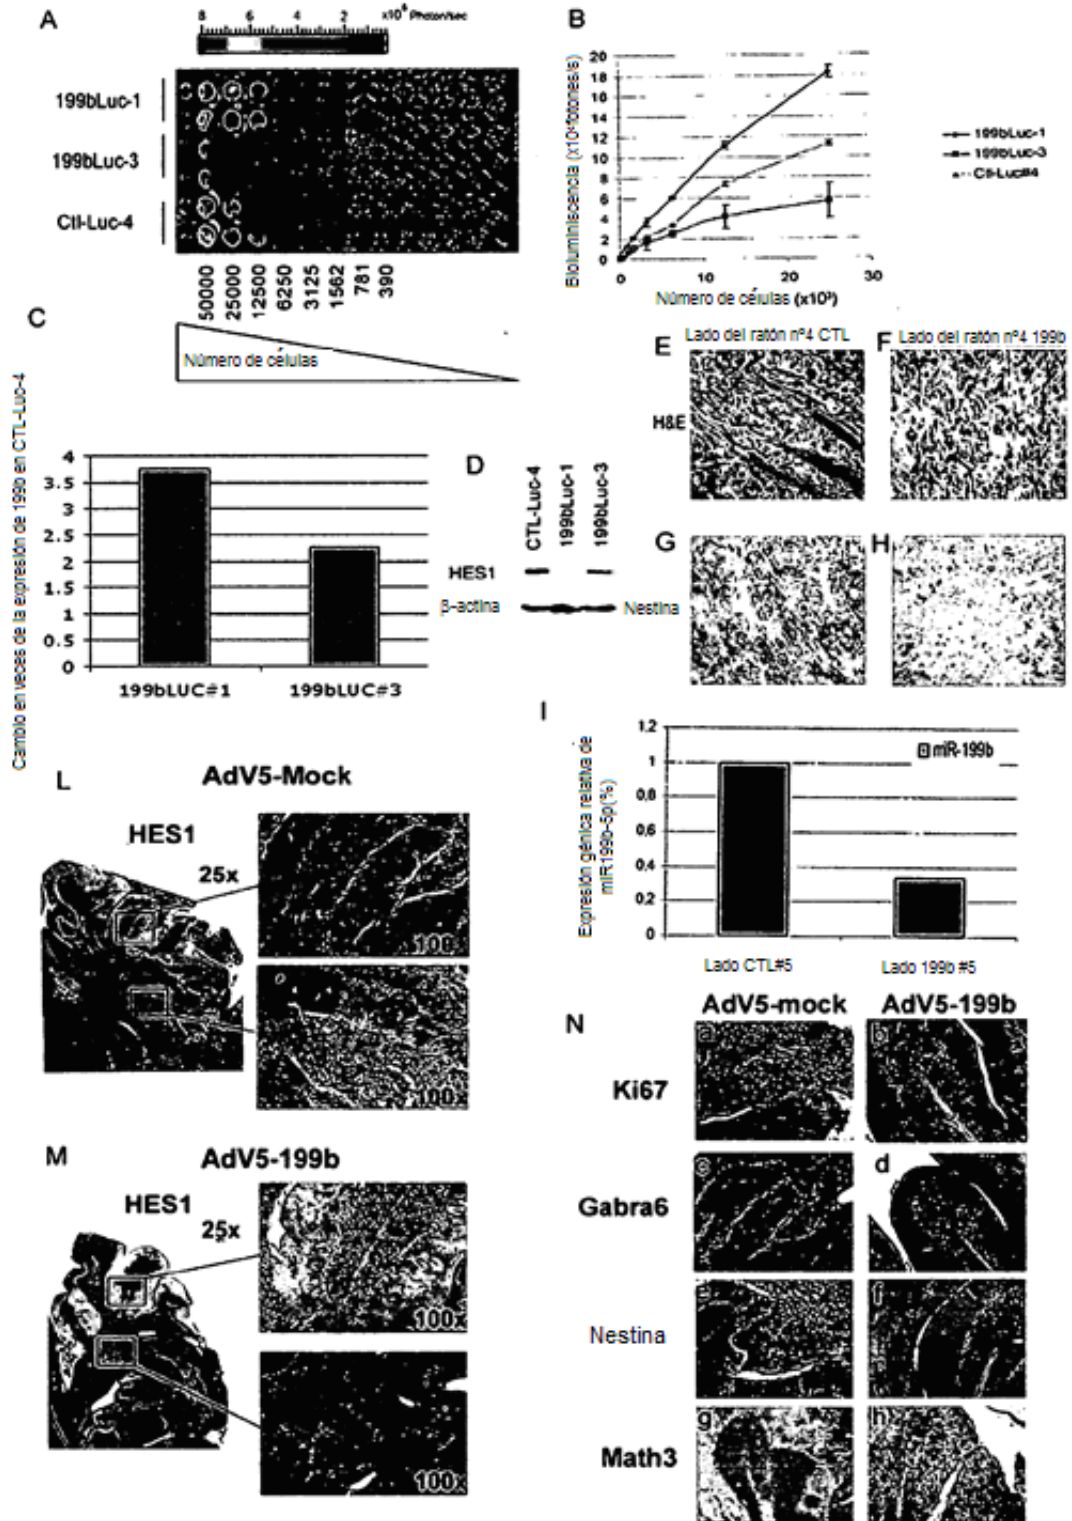 A
8 6 4 2 x10⁴ Photon/sec
199bLuc-1
199bLuc-3
Ctl-Luc-4
50000 25000 12500 6250 3125 1562 781 390
Número de células
B
Bioluminiscencia (x10⁴fotones/s)
20
18
16
14
12
10
8
6
4
2
0
0 10 20 30
Número de células (x10³)
199bLuc-1
199bLuc-3
Ctl-Luc#4
C
Cambio en veces de la expresión de 199b en CTL-Luc-4
4
3.5
3
2.5
2
1.5
1
0.5
0
199bLUC#1 199bLUC#3
D
CTL-Luc-4 199bLuc-1 199bLuc-3
HES1
β-actina
E Lado del ratón nº4 CTL
F Lado del ratón nº4 199b
H&E
G H
Nestina
I
Expresión génica relativa de
miR199b-5p(%)
1,2
1
0,8
0,6
0,4
0,2
0
miR-199b
Lado CTL#5 Lado 199b #5
L AdV5-Mock
HES1
25x
100x
100x
M AdV5-199b
HES1
25x
100x
100x
N AdV5-mock AdV5-199b
Ki67 a b
Gabra6 c d
Nestina e f
Math3 g h